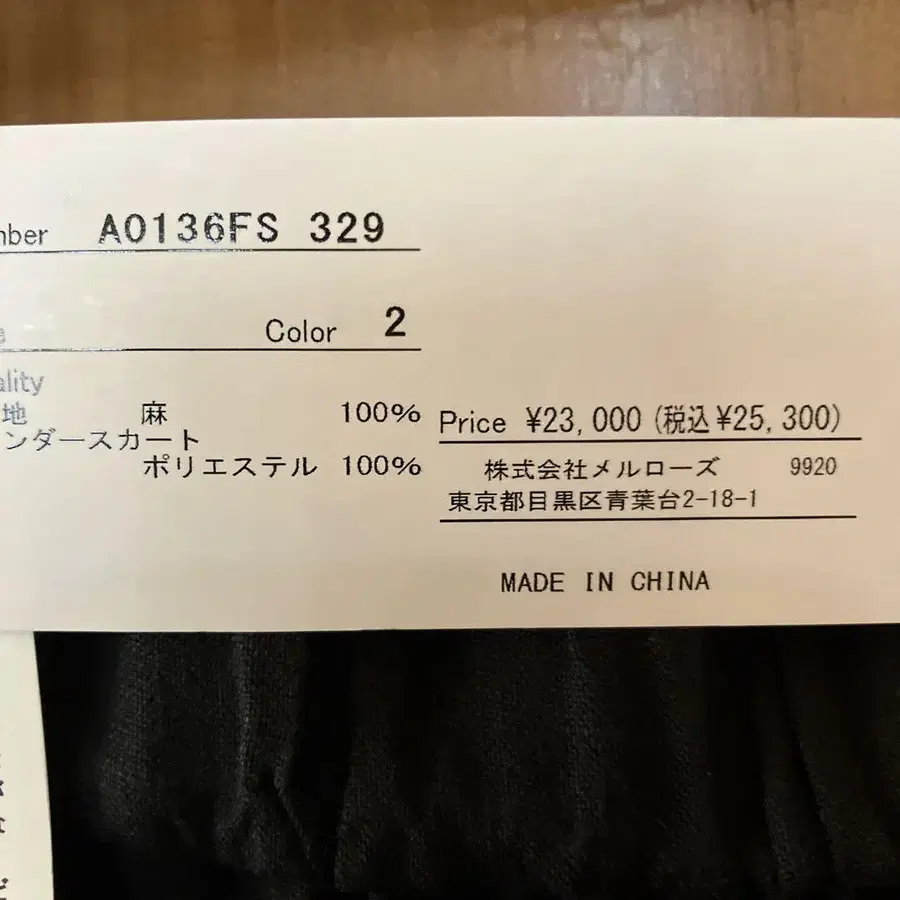 mber A0136FS 329
Color 2
ality
地 麻 100%
ンダースカート
ポリエステル 100%
Price ¥23,000 (税込¥25,300)
株式会社メルローズ 9920
東京都目黒区青葉台2-18-1
MADE IN CHINA